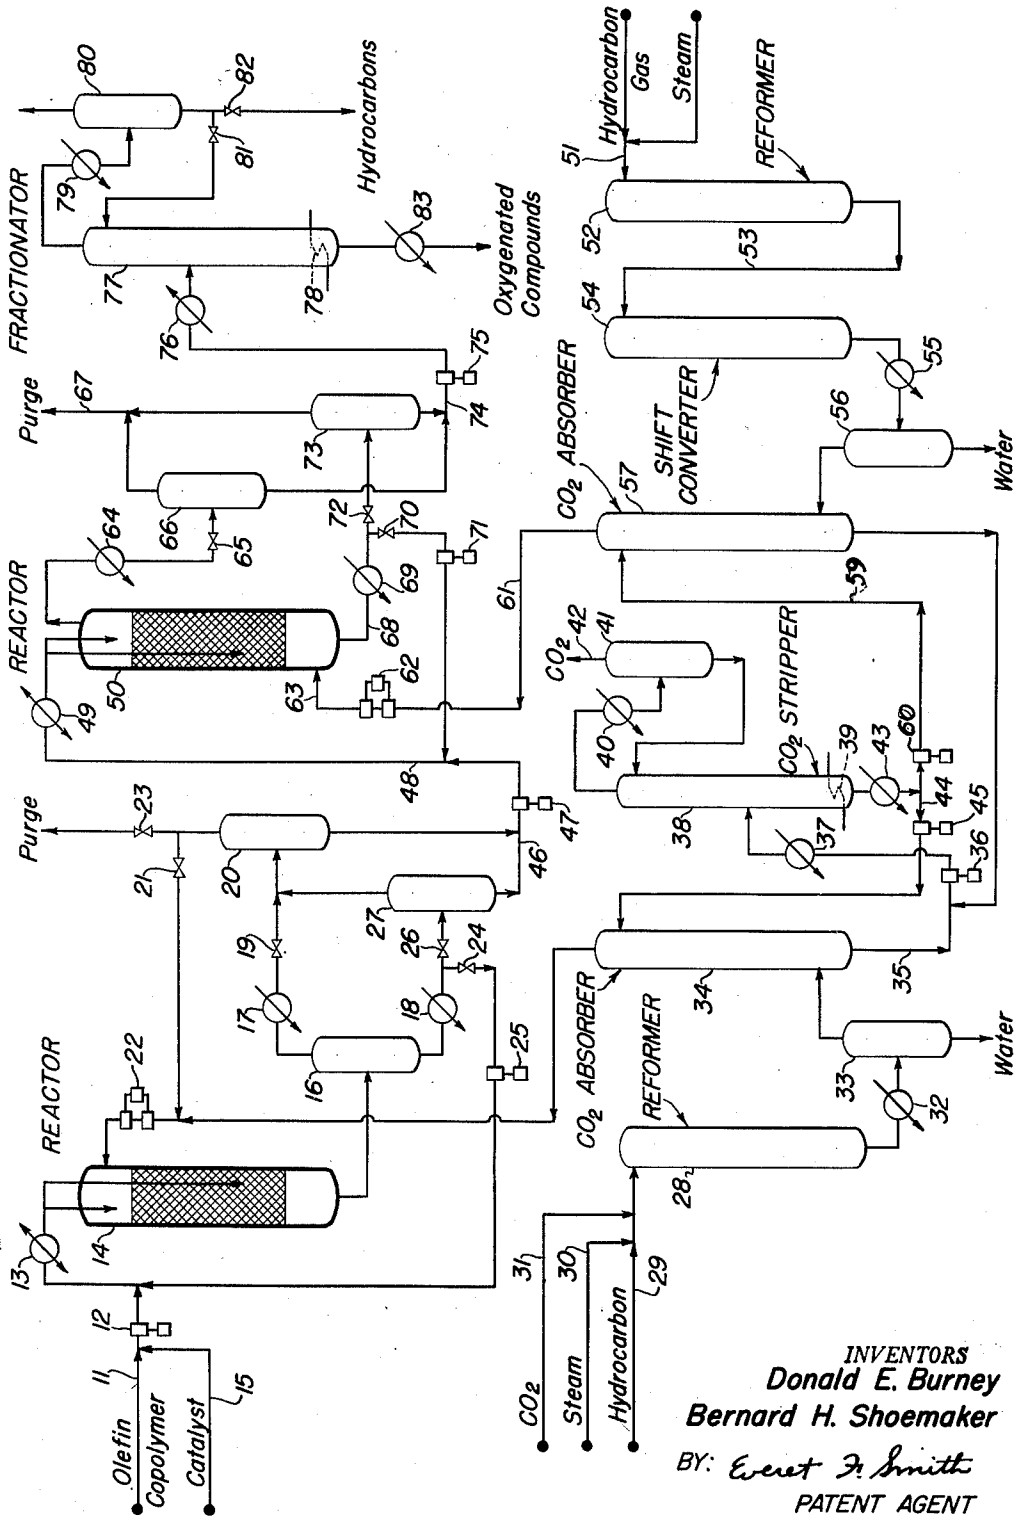 Olefin
Copolymer
Catalyst
11
12
13
14
15
REACTOR
22
16
17
18
19
20
21
23
Purge
24
25
26
27
46
47
48
49
REACTOR
50
62
63
64
65
66
67
Purge
68
69
70
71
72
73
74
75
76
FRACTIONATOR
77
78
79
80
81
82
83
Hydrocarbons
Oxygenated
Compounds
CO2
Steam
Hydrocarbon
31
30
29
28
REFORMER
32
33
Water
CO2 ABSORBER
34
35
36
37
38
39
CO2 STRIPPER
40
41
CO2
42
43
44
45
60
59
61
CO2 ABSORBER
57
56
Water
55
SHIFT
CONVERTER
54
53
52
51
REFORMER
Hydrocarbon
Gas
Steam
INVENTORS
Donald E. Burney
Bernard H. Shoemaker
BY: Everet F. Smith
PATENT AGENT